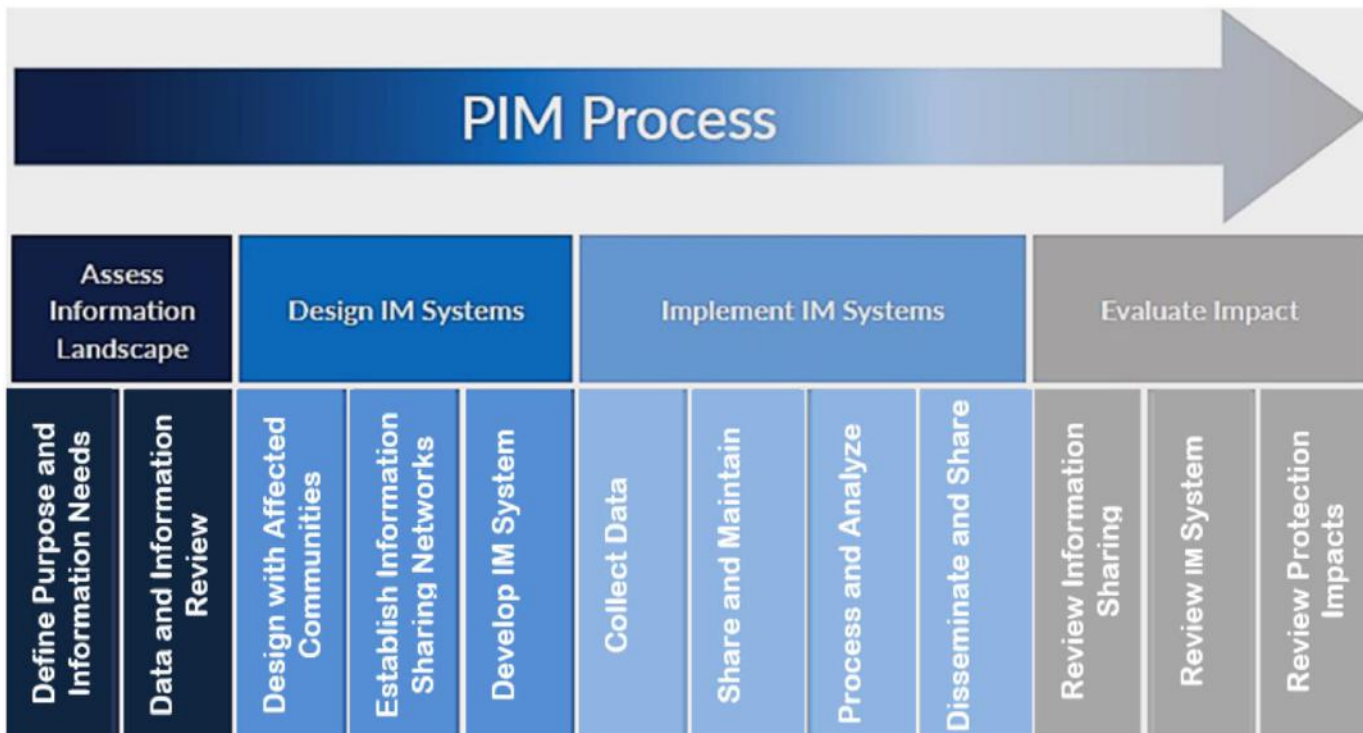 PIM Process
Assess
Information
Landscape
Design IM Systems
Implement IM Systems
Evaluate Impact
Define Purpose and
Information Needs
Data and Information
Review
Design with Affected
Communities
Establish Information
Sharing Networks
Develop IM System
Collect Data
Share and Maintain
Process and Analyze
Disseminate and Share
Review Information
Sharing
Review IM System
Review Protection
Impacts